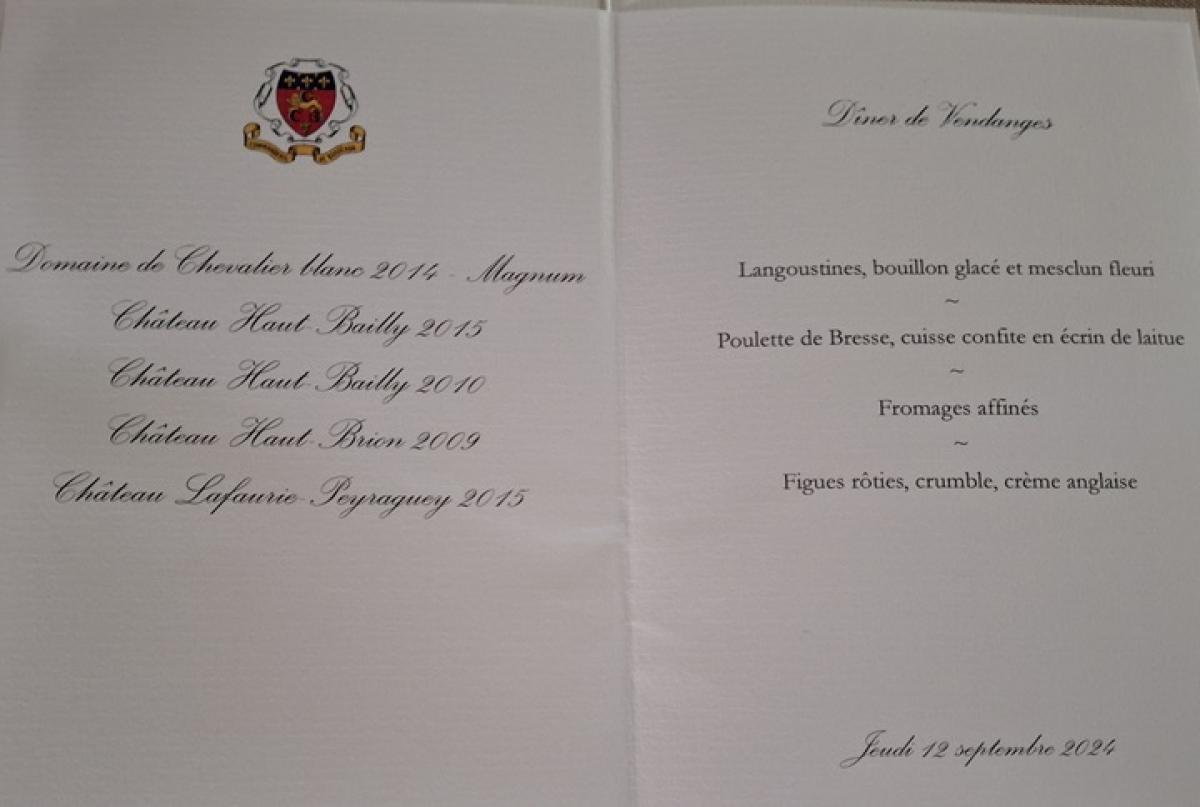 Domaine de Chevalier blanc 2014 - Magnum
Château Haut-Bailly 2015
Château Haut-Bailly 2010
Château Haut-Brion 2009
Château Lafaurie-Peyraguey 2015
Dîner de Vendanges
Langoustines, bouillon glacé et mesclun fleuri
~
Poulette de Bresse, cuisse confite en écrin de laitue
~
Fromages affinés
~
Figues rôties, crumble, crème anglaise
Jeudi 12 septembre 2024